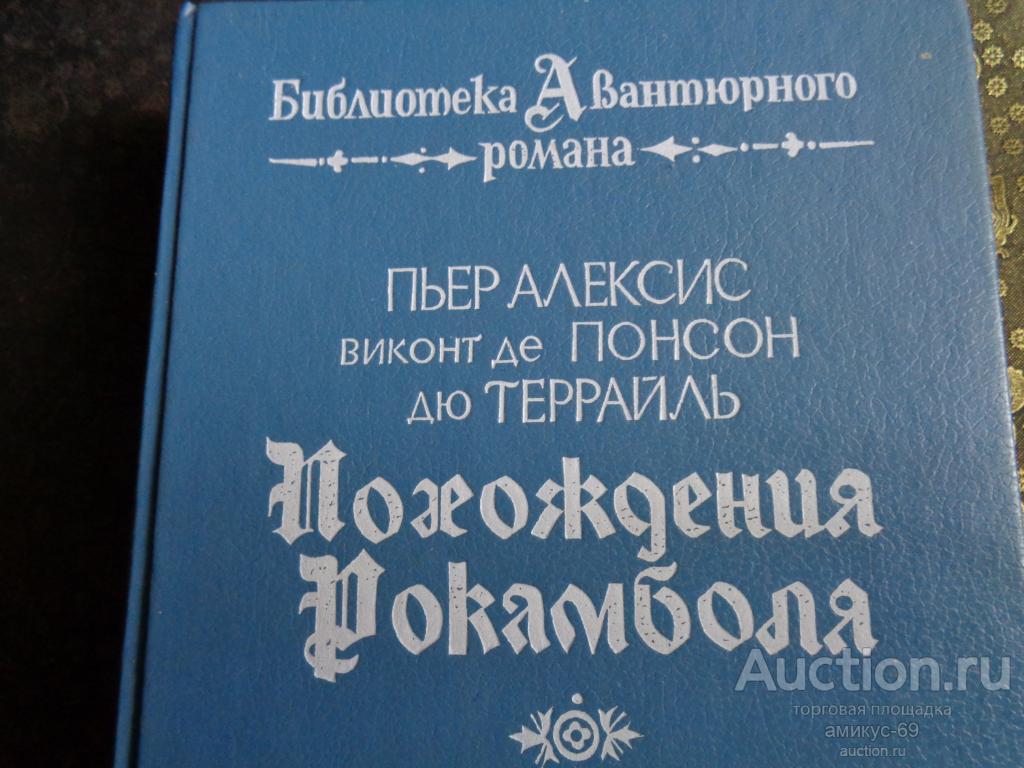 Библиотека Авантюрного
романа
ПЬЕР АЛЕКСИС
виконт де ПОНСОН
дю ТЕРРАЙЛЬ
Похождения
Рокамбола
Auction.ru
торговая площадка
амикус-69
auction.ru